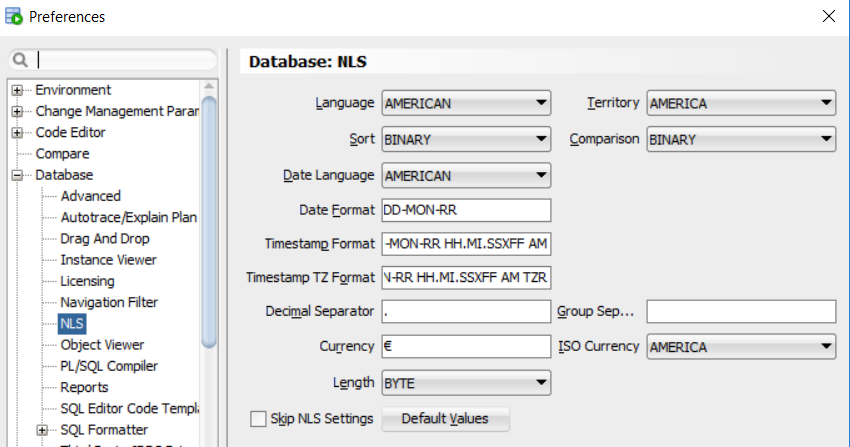 Preferences
Database: NLS
Environment
Change Management Parar
Code Editor
Compare
Database
Advanced
Autotrace/Explain Plan
Drag And Drop
Instance Viewer
Licensing
Navigation Filter
NLS
Object Viewer
PL/SQL Compiler
Reports
SQL Editor Code Templa
SQL Formatter
Language AMERICAN Territory AMERICA
Sort BINARY Comparison BINARY
Date Language AMERICAN
Date Format DD-MON-RR
Timestamp Format -MON-RR HH.MI.SSXFF AM
Timestamp TZ Format N-RR HH.MI.SSXFF AM TZR
Decimal Separator . Group Sep...
Currency € ISO Currency AMERICA
Length BYTE
Skip NLS Settings Default Values